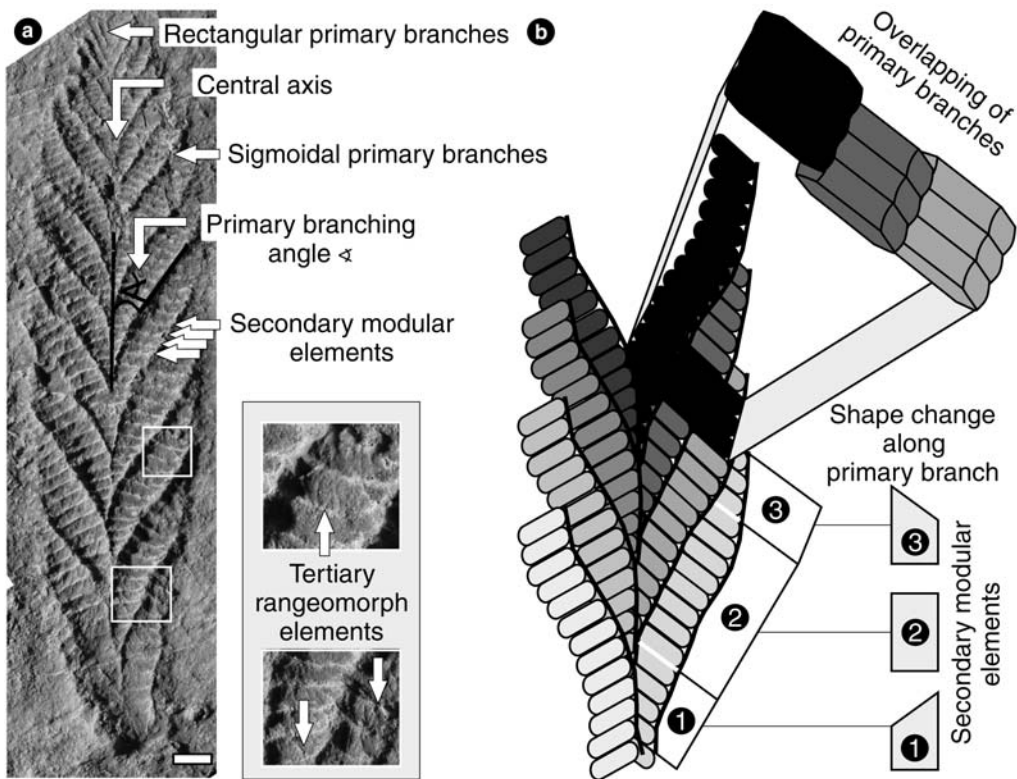 a
Rectangular primary branches
Central axis
Sigmoidal primary branches
Primary branching
angle ∢
Secondary modular
elements
Tertiary
rangeomorph
elements
b
Overlapping of
primary branches
Shape change
along
primary branch
3
2
1
3
2
1
Secondary modular
elements